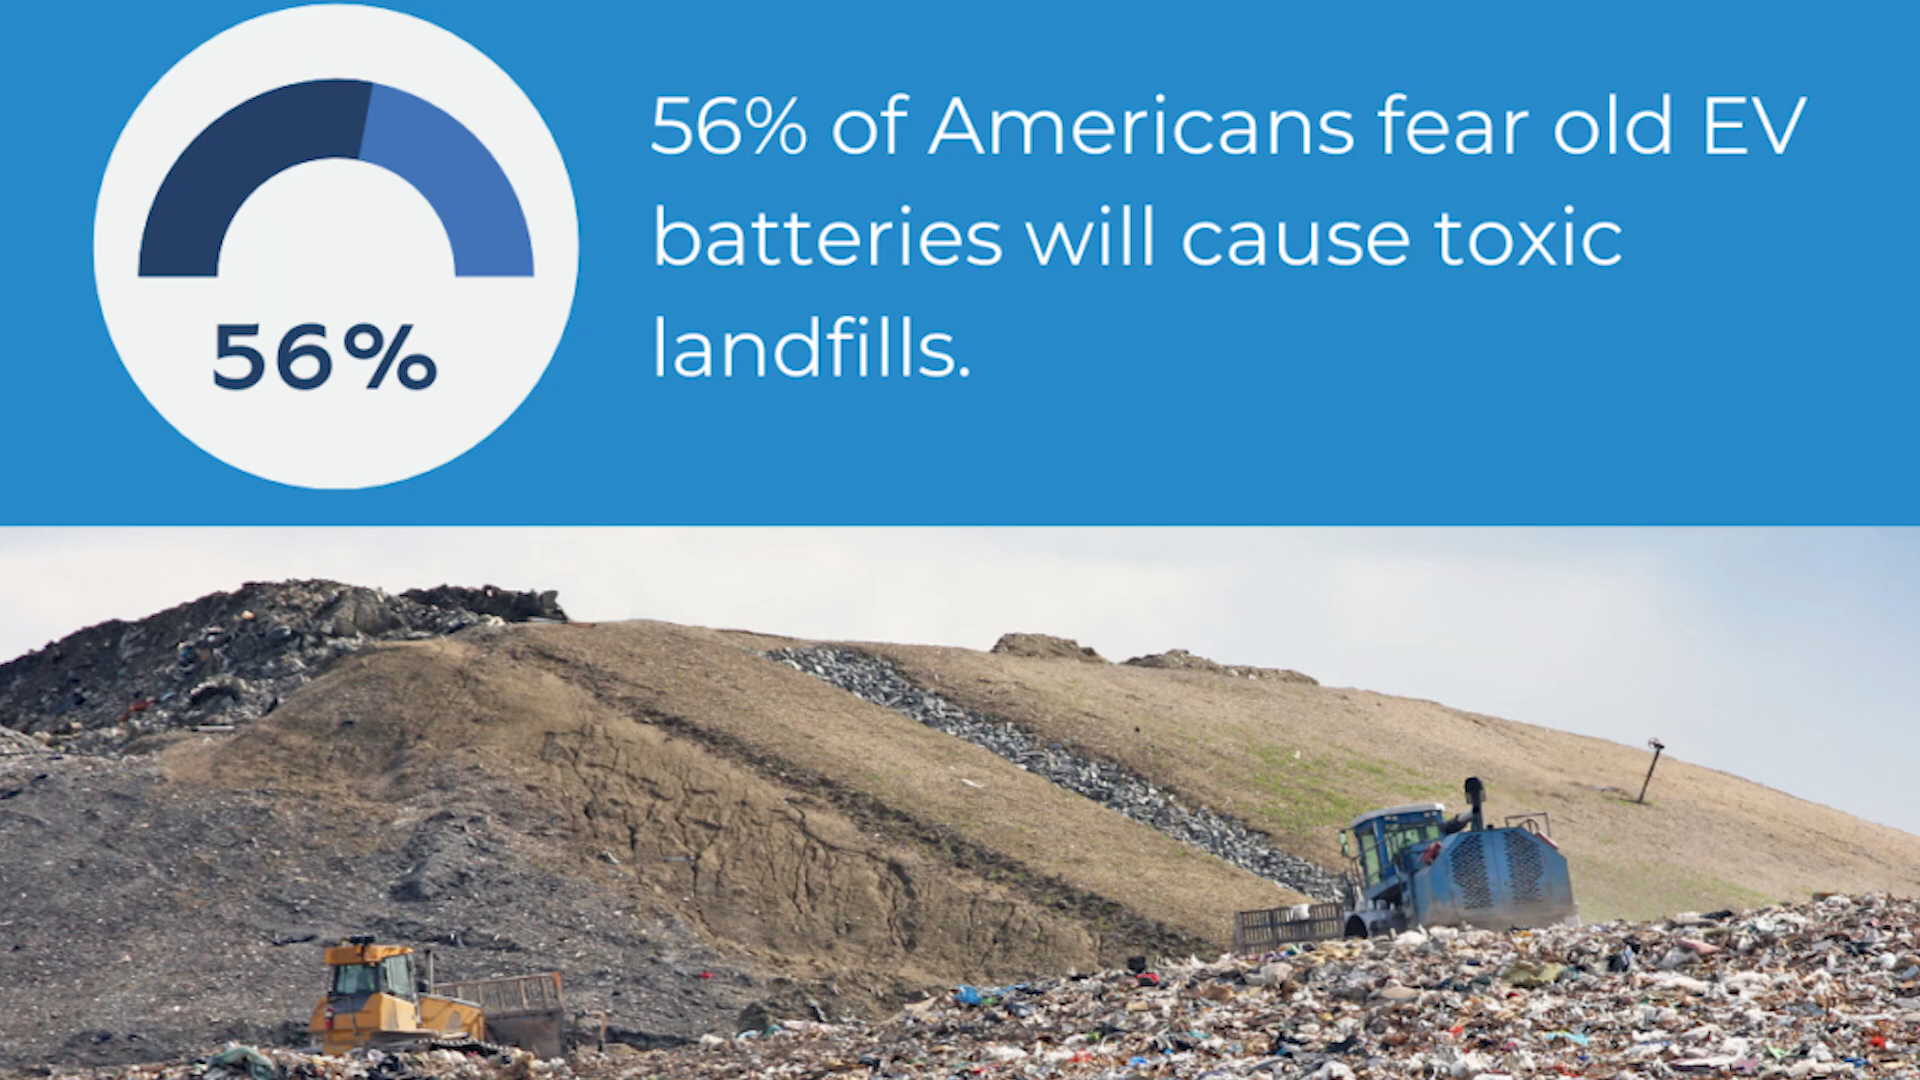 56%
56% of Americans fear old EV
batteries will cause toxic
landfills.